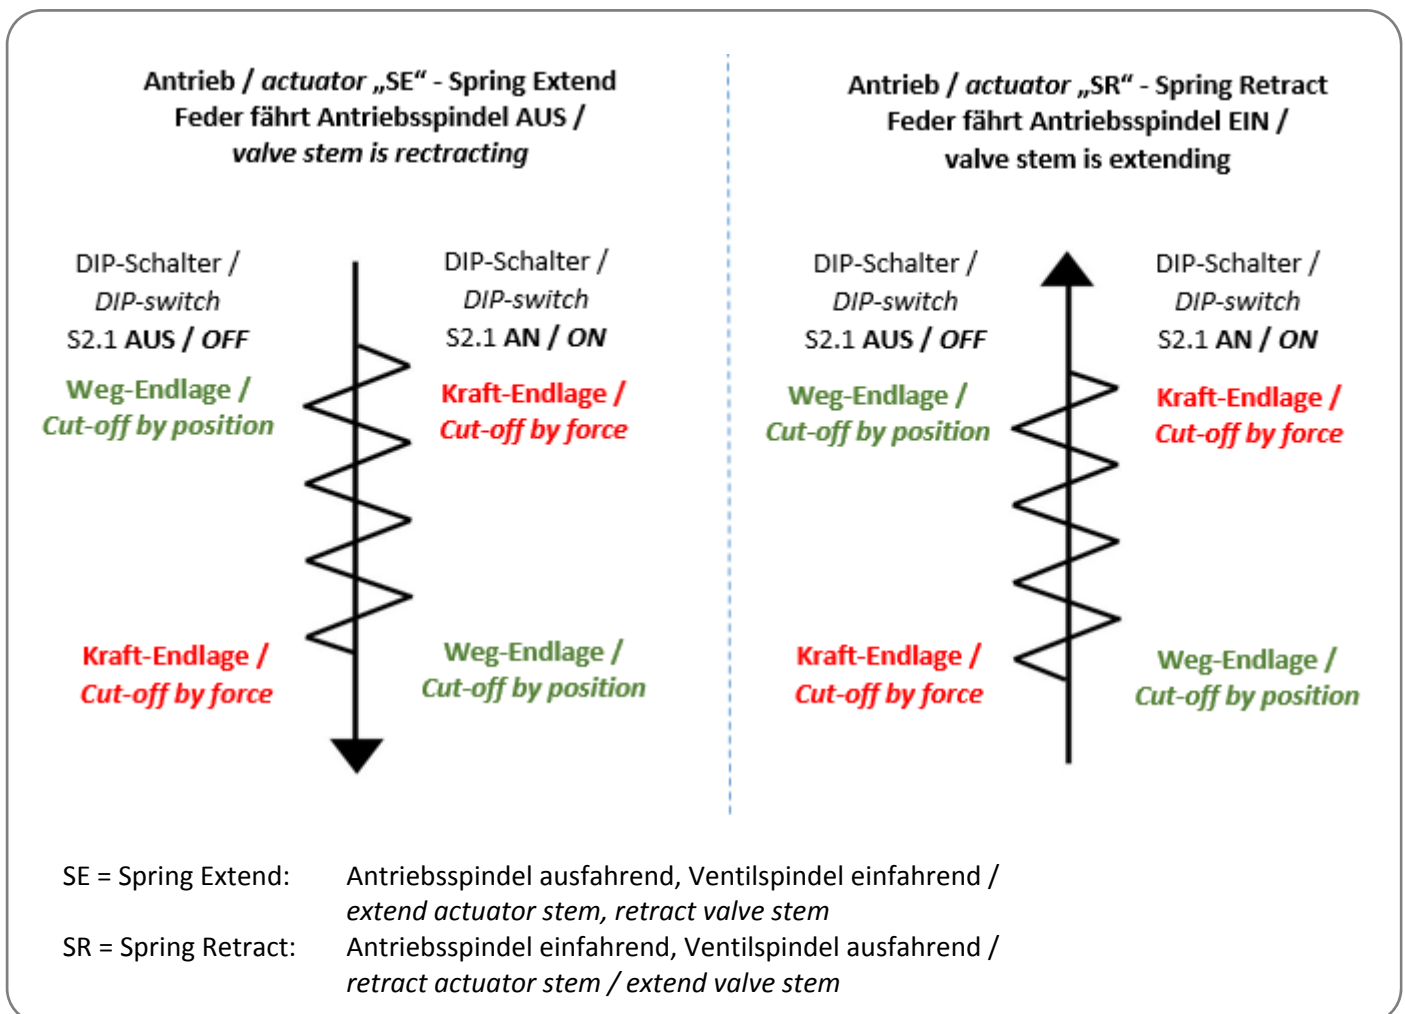 Antrieb / actuator „SE“ - Spring Extend
Feder fährt Antriebsspindel AUS /
valve stem is rectracting
DIP-Schalter /
DIP-switch
S2.1 AUS / OFF
Weg-Endlage /
Cut-off by position
Kraft-Endlage /
Cut-off by force
DIP-Schalter /
DIP-switch
S2.1 AN / ON
Kraft-Endlage /
Cut-off by force
Weg-Endlage /
Cut-off by position
Antrieb / actuator „SR“ - Spring Retract
Feder fährt Antriebsspindel EIN /
valve stem is extending
DIP-Schalter /
DIP-switch
S2.1 AUS / OFF
Weg-Endlage /
Cut-off by position
Kraft-Endlage /
Cut-off by force
DIP-Schalter /
DIP-switch
S2.1 AN / ON
Kraft-Endlage /
Cut-off by force
Weg-Endlage /
Cut-off by position
SE = Spring Extend: Antriebsspindel ausfahrend, Ventilspindel einfahrend /
extend actuator stem, retract valve stem
SR = Spring Retract: Antriebsspindel einfahrend, Ventilspindel ausfahrend /
retract actuator stem / extend valve stem